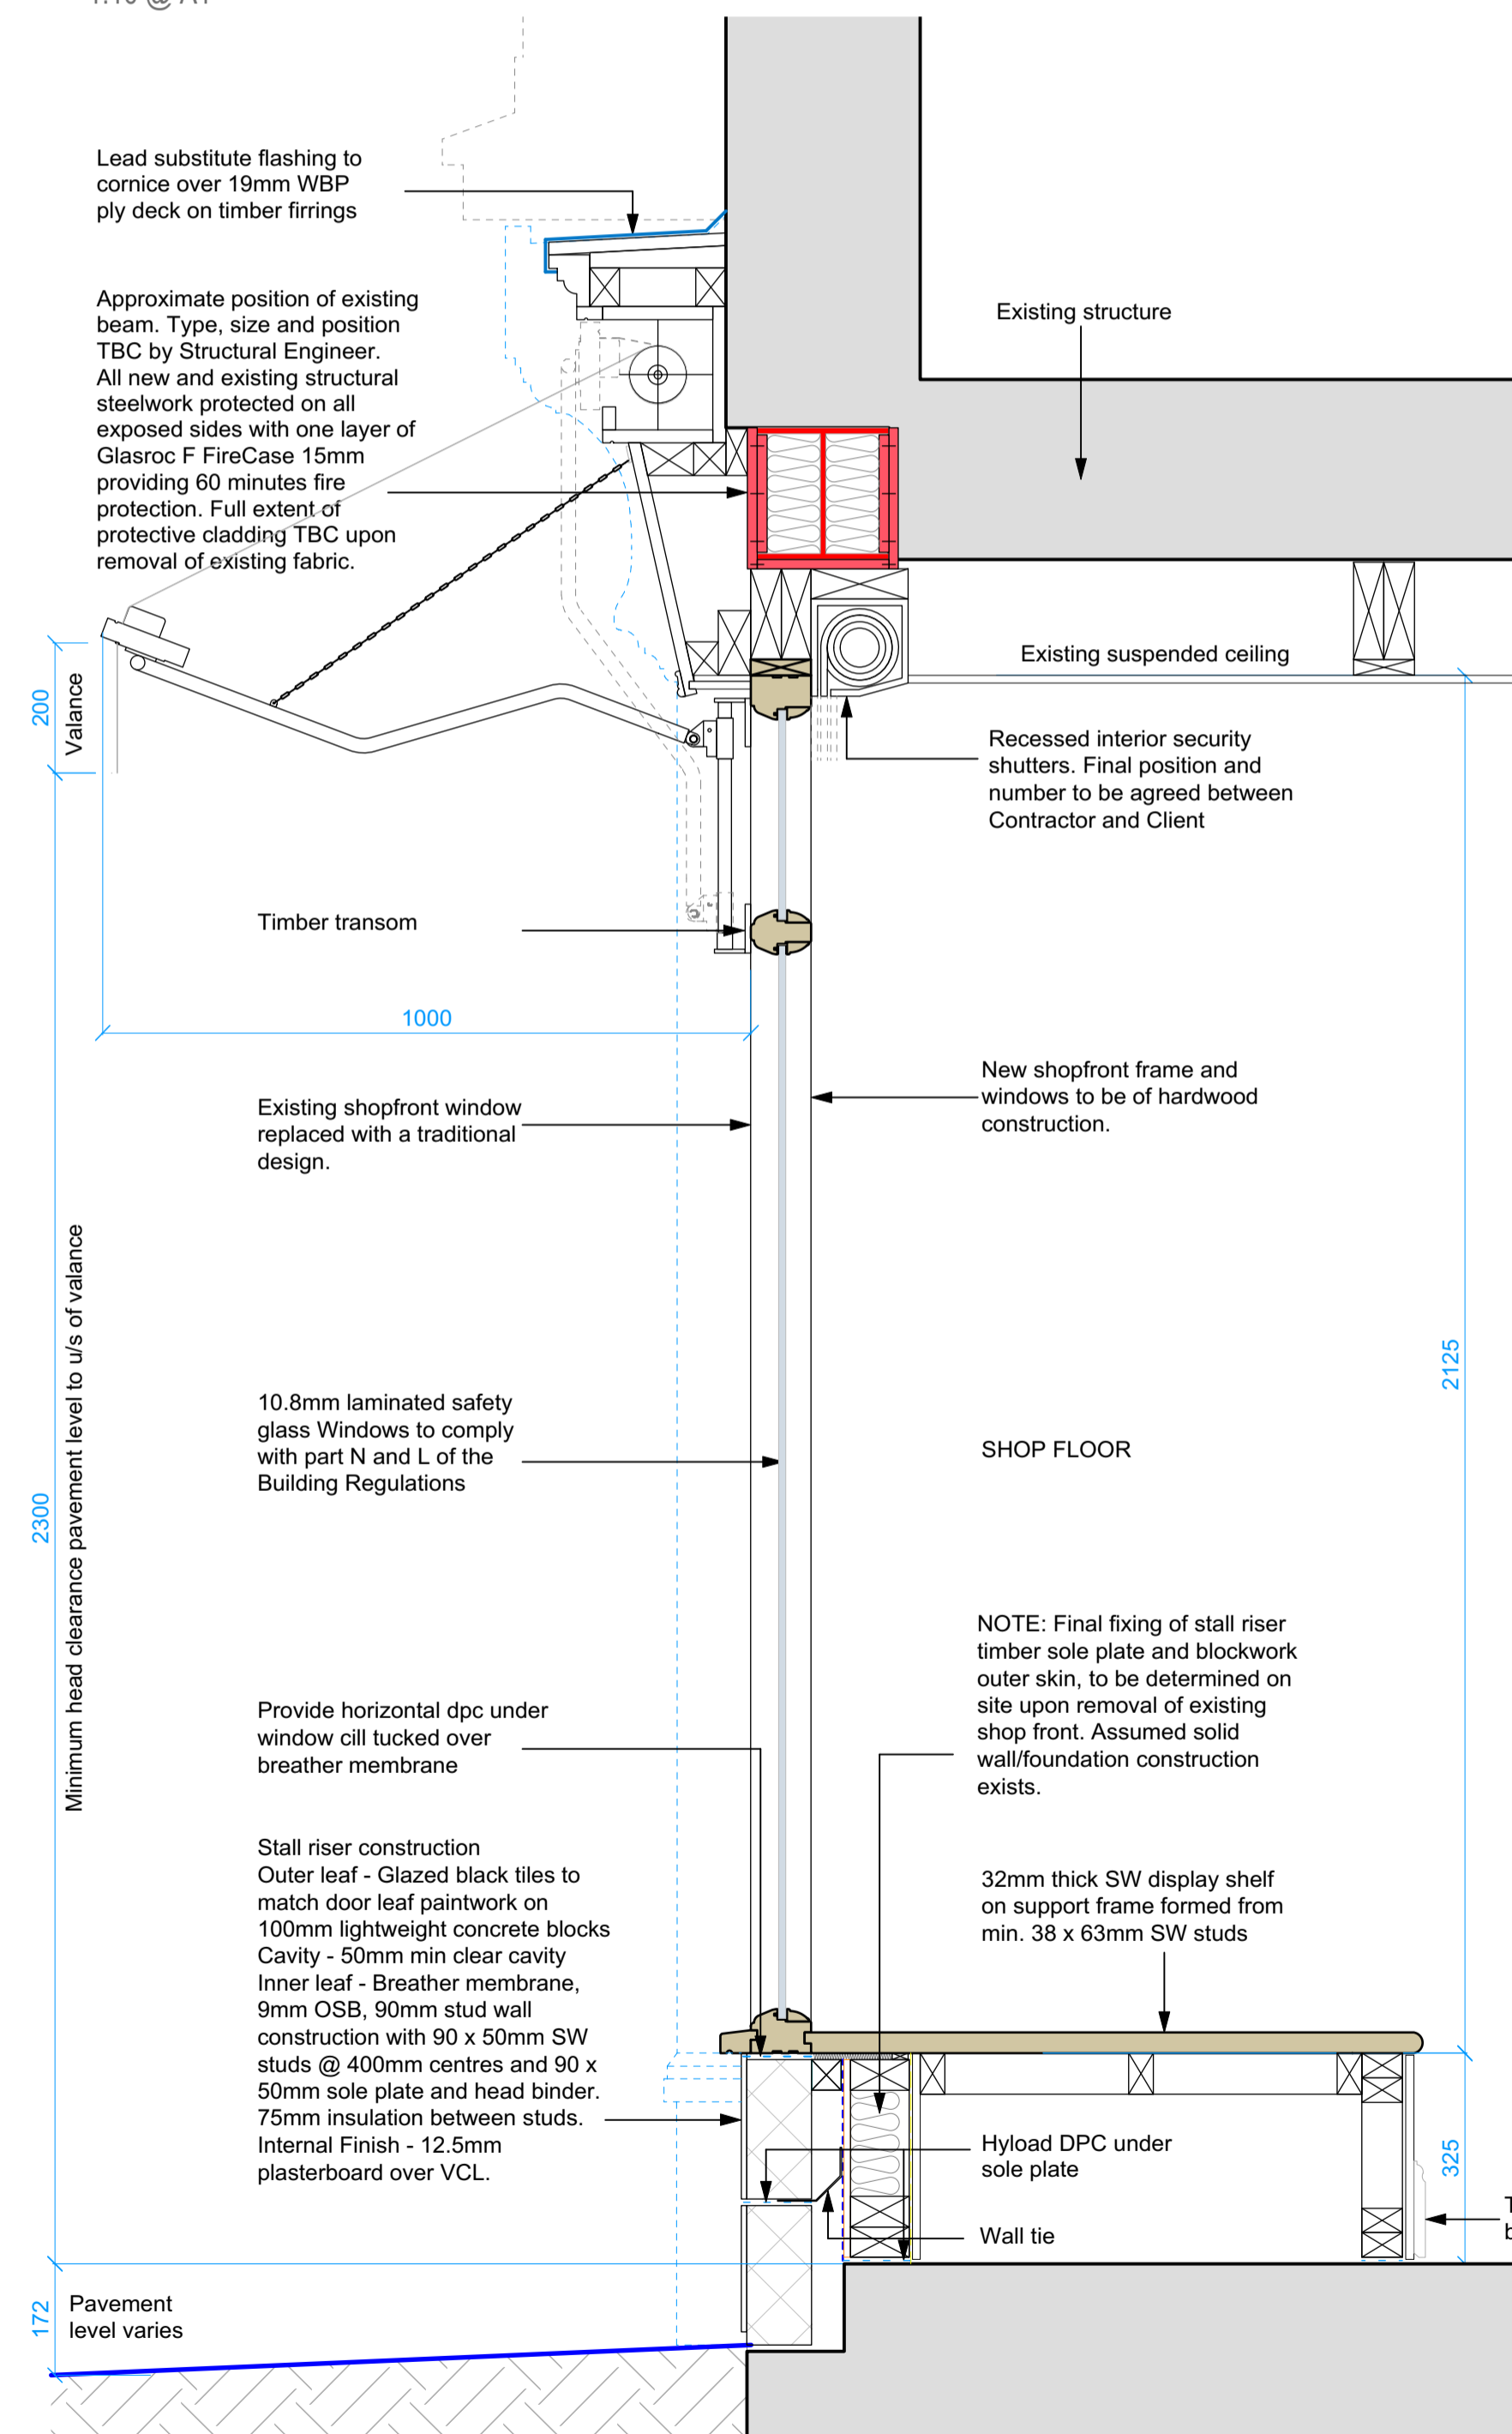 Lead substitute flashing to
cornice over 19mm WBP
ply deck on timber firrings
Approximate position of existing
beam. Type, size and position
TBC by Structural Engineer.
All new and existing structural
steelwork protected on all
exposed sides with one layer of
Glasroc F FireCase 15mm
providing 60 minutes fire
protection. Full extent of
protective cladding TBC upon
removal of existing fabric.
Existing structure
Existing suspended ceiling
200
Valance
Recessed interior security
shutters. Final position and
number to be agreed between
Contractor and Client
Timber transom
1000
New shopfront frame and
windows to be of hardwood
construction.
Existing shopfront window
replaced with a traditional
design.
2300
Minimum head clearance pavement level to u/s of valance
2125
10.8mm laminated safety
glass Windows to comply
with part N and L of the
Building Regulations
SHOP FLOOR
NOTE: Final fixing of stall riser
timber sole plate and blockwork
outer skin, to be determined on
site upon removal of existing
shop front. Assumed solid
wall/foundation construction
exists.
Provide horizontal dpc under
window cill tucked over
breather membrane
Stall riser construction
Outer leaf - Glazed black tiles to
match door leaf paintwork on
100mm lightweight concrete blocks
Cavity - 50mm min clear cavity
Inner leaf - Breather membrane,
9mm OSB, 90mm stud wall
construction with 90 x 50mm SW
studs @ 400mm centres and 90 x
50mm sole plate and head binder.
75mm insulation between studs.
Internal Finish - 12.5mm
plasterboard over VCL.
32mm thick SW display shelf
on support frame formed from
min. 38 x 63mm SW studs
Hyload DPC under
sole plate
325
Wall tie
172
Pavement
level varies